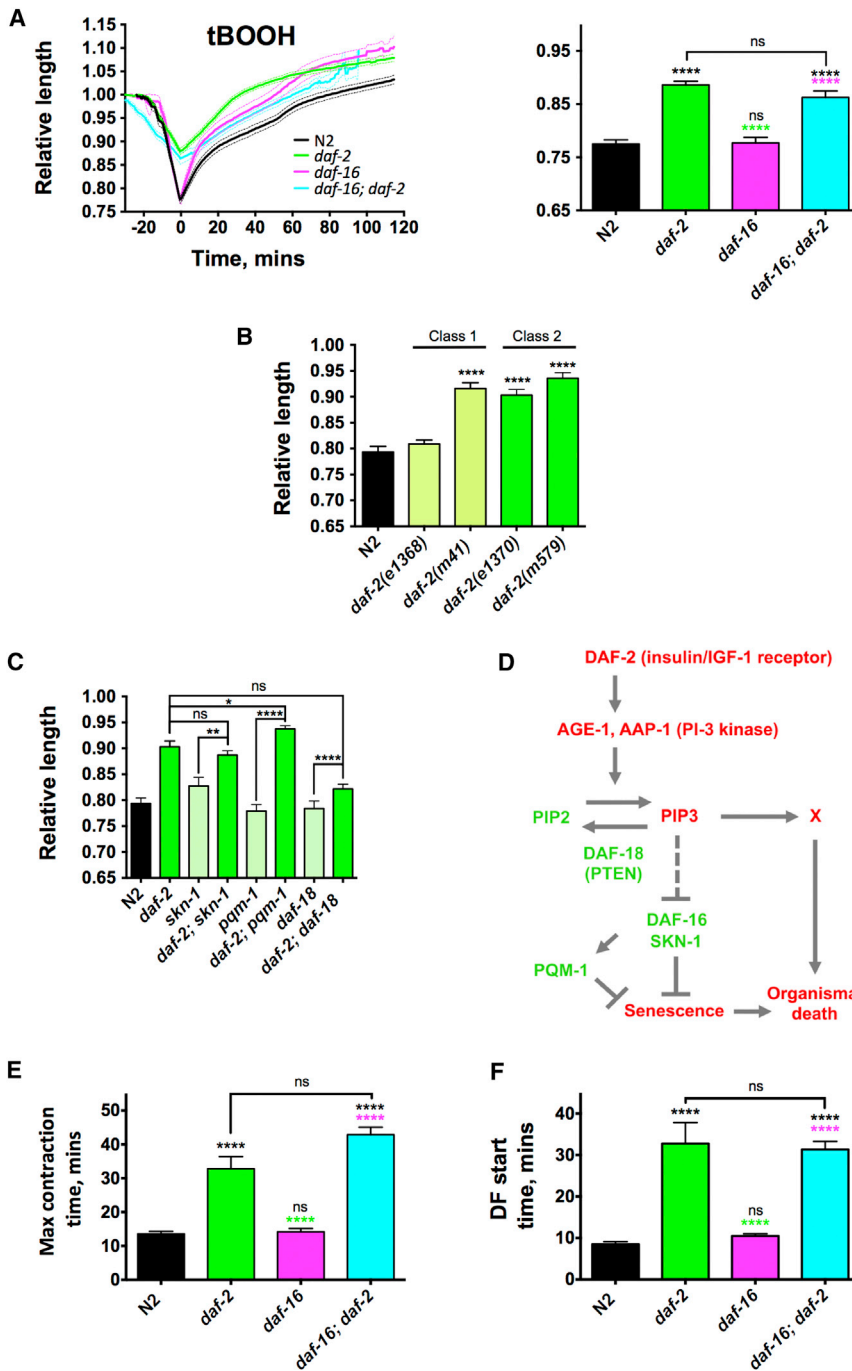 A
tBOOH
Relative length
1.15
1.10
1.05
1.00
0.95
0.90
0.85
0.80
0.75
-20 0 20 40 60 80 100 120
Time, mins
N2
daf-2
daf-16
daf-16; daf-2
Relative length
0.95
0.85
0.75
0.65
ns
****
ns
****
****
****
N2
daf-2
daf-16
daf-16; daf-2
B
Class 1
Class 2
Relative length
1.00
0.95
0.90
0.85
0.80
0.75
0.70
0.65
****
****
****
N2
daf-2(e1368)
daf-2(m41)
daf-2(e1370)
daf-2(m579)
C
Relative length
1.00
0.95
0.90
0.85
0.80
0.75
0.70
0.65
ns
*
ns
**
****
****
N2
daf-2
skn-1
daf-2; skn-1
pqm-1
daf-2; pqm-1
daf-18
daf-2; daf-18
D
DAF-2 (insulin/IGF-1 receptor)
AGE-1, AAP-1 (PI-3 kinase)
PIP2
PIP3
X
DAF-18
(PTEN)
DAF-16
SKN-1
PQM-1
Senescence
Organisma
death
E
Max contraction
time, mins
50
40
30
20
10
0
ns
****
ns
****
****
****
N2
daf-2
daf-16
daf-16; daf-2
F
DF start
time, mins
40
30
20
10
0
ns
****
ns
****
****
****
N2
daf-2
daf-16
daf-16; daf-2